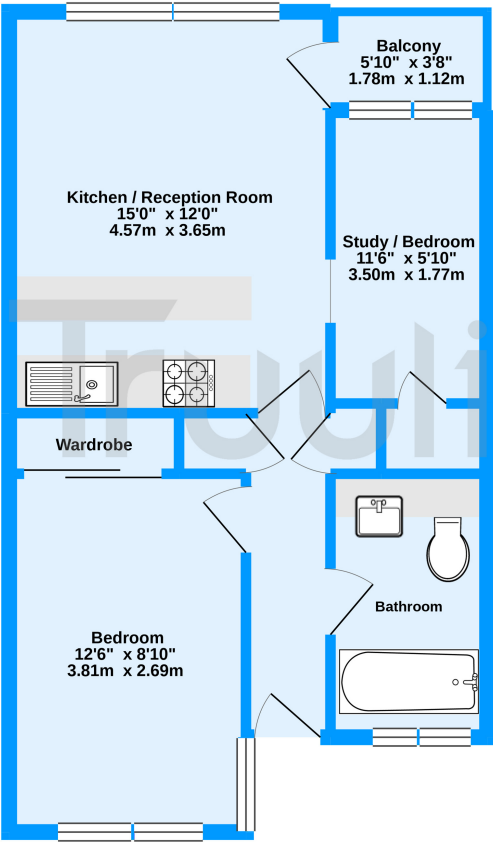 Balcony
5'10" x 3'8"
1.78m x 1.12m
Kitchen / Reception Room
15'0" x 12'0"
4.57m x 3.65m
Study / Bedroom
11'6" x 5'10"
3.50m x 1.77m
Truuli
Wardrobe
Bathroom
Bedroom
12'6" x 8'10"
3.81m x 2.69m